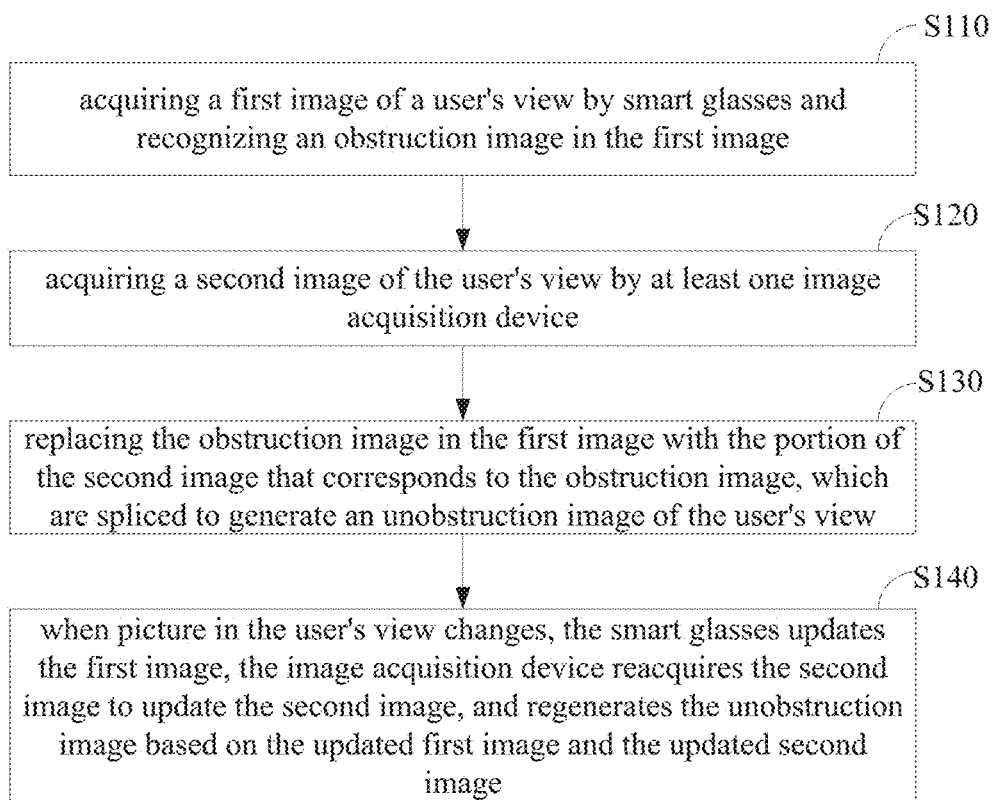 S110
acquiring a first image of a user's view by smart glasses and
recognizing an obstruction image in the first image
S120
acquiring a second image of the user's view by at least one image
acquisition device
S130
replacing the obstruction image in the first image with the portion of
the second image that corresponds to the obstruction image, which
are spliced to generate an unobstruction image of the user's view
S140
when picture in the user's view changes, the smart glasses updates
the first image, the image acquisition device reacquires the second
image to update the second image, and regenerates the unobstruction
image based on the updated first image and the updated second
image